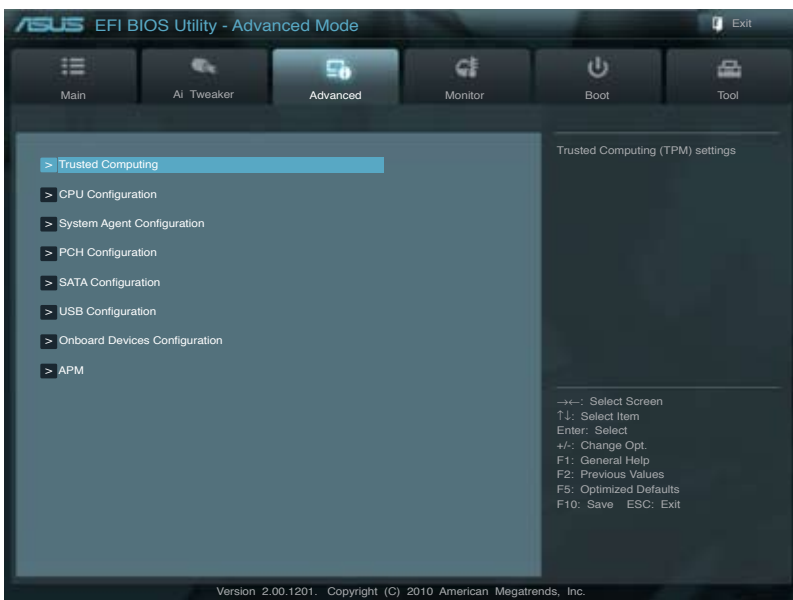 ASUS EFI BIOS Utility - Advanced Mode
Exit
Main
Ai Tweaker
Advanced
Monitor
Boot
Tool
> Trusted Computing
> CPU Configuration
> System Agent Configuration
> PCH Configuration
> SATA Configuration
> USB Configuration
> Onboard Devices Configuration
> APM
Trusted Computing (TPM) settings
→←: Select Screen
↑↓: Select Item
Enter: Select
+/-: Change Opt.
F1: General Help
F2: Previous Values
F5: Optimized Defaults
F10: Save ESC: Exit
Version 2.00.1201. Copyright (C) 2010 American Megatrends, Inc.